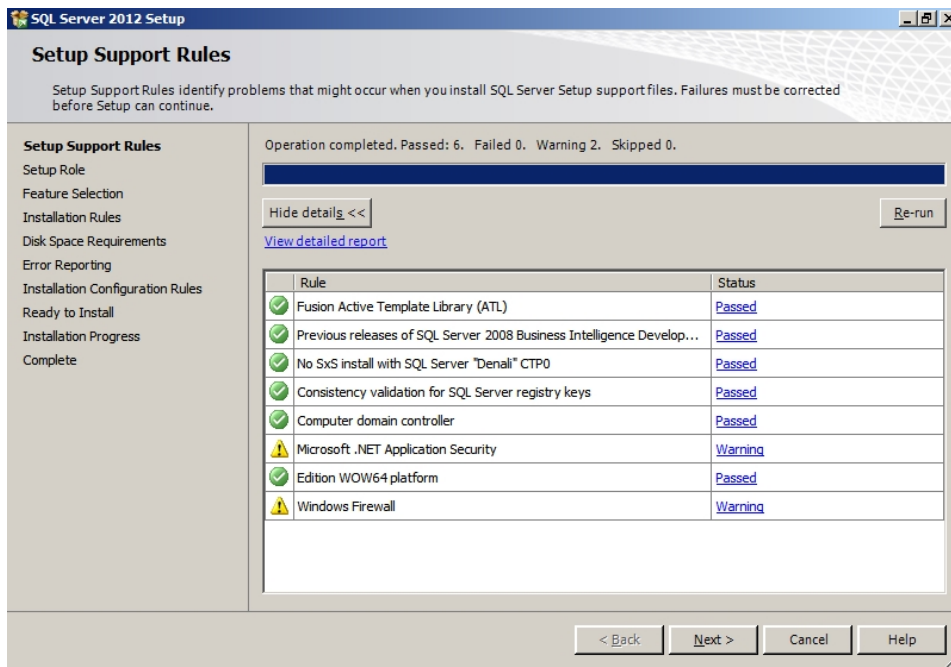 SQL Server 2012 Setup
Setup Support Rules
Setup Support Rules identify problems that might occur when you install SQL Server Setup support files. Failures must be corrected
before Setup can continue.
Setup Support Rules
Setup Role
Feature Selection
Installation Rules
Disk Space Requirements
Error Reporting
Installation Configuration Rules
Ready to Install
Installation Progress
Complete
Operation completed. Passed: 6. Failed 0. Warning 2. Skipped 0.
Hide details <<
Re-run
View detailed report
Rule Status
Fusion Active Template Library (ATL) Passed
Previous releases of SQL Server 2008 Business Intelligence Develop... Passed
No SxS install with SQL Server "Denali" CTP0 Passed
Consistency validation for SQL Server registry keys Passed
Computer domain controller Passed
Microsoft .NET Application Security Warning
Edition WOW64 platform Passed
Windows Firewall Warning
< Back Next > Cancel Help